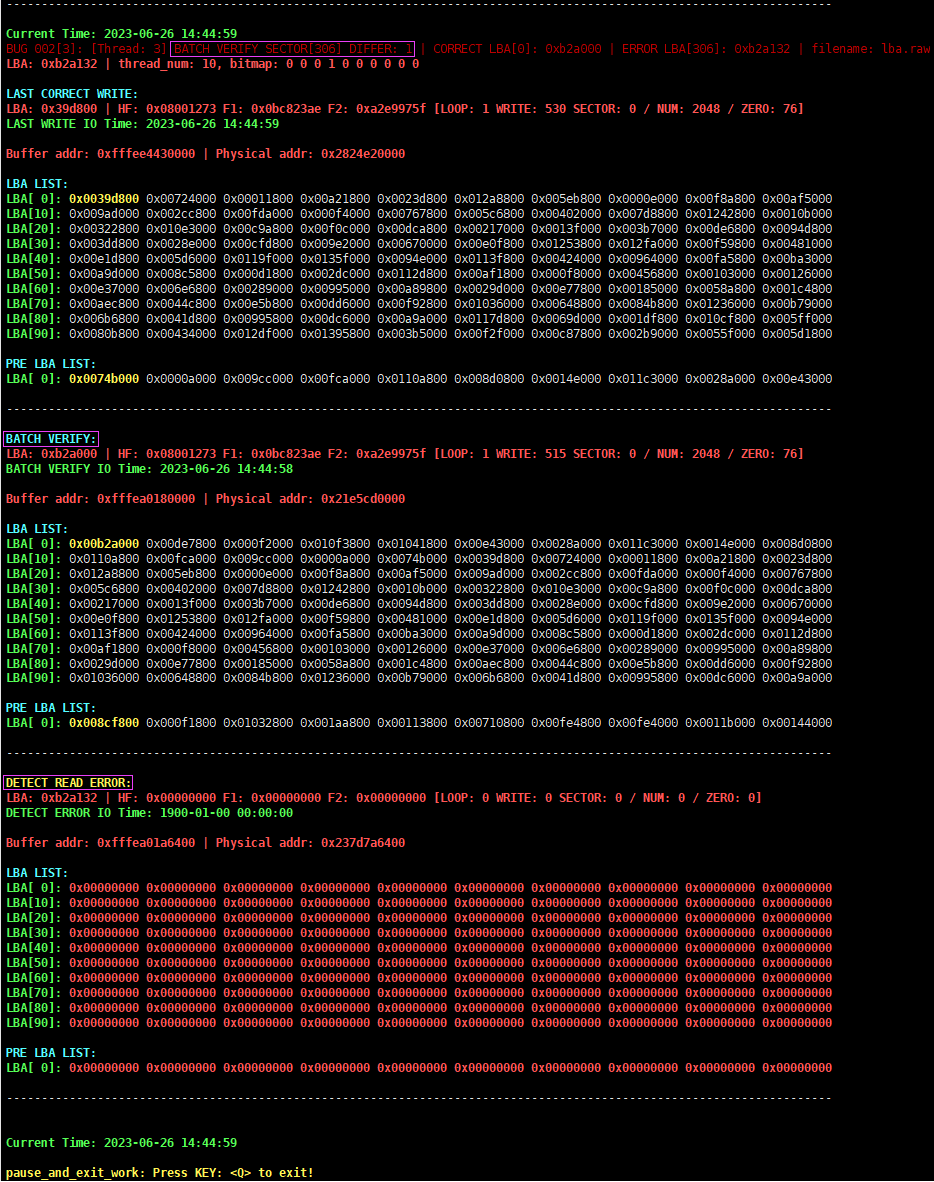 ----------------------------------------------------------------------------------------------------------------------
Current Time: 2023-06-26 14:44:59
BUG 002[3]: [Thread: 3] BATCH VERIFY SECTOR[306] DIFFER: 1 | CORRECT LBA[0]: 0xb2a000 | ERROR LBA[306]: 0xb2a132 | filename: lba.raw
LBA: 0xb2a132 | thread_num: 10, bitmap: 0 0 0 1 0 0 0 0 0 0
LAST CORRECT WRITE:
LBA: 0x39d800 | HF: 0x08001273 F1: 0x0bc823ae F2: 0xa2e9975f [LOOP: 1 WRITE: 530 SECTOR: 0 / NUM: 2048 / ZERO: 76]
LAST WRITE IO Time: 2023-06-26 14:44:59
Buffer addr: 0xfffee4430000 | Physical addr: 0x2824e20000
LBA LIST:
LBA[ 0]: 0x0039d800 0x00724000 0x00011800 0x00a21800 0x0023d800 0x012a8800 0x005eb800 0x0000e000 0x00f8a800 0x00af5000
LBA[10]: 0x009ad000 0x002cc800 0x00fda000 0x000f4000 0x00767800 0x005c6800 0x00402000 0x007d8800 0x01242800 0x0010b000
LBA[20]: 0x00322800 0x010e3000 0x00c9a800 0x00f0c000 0x00dca800 0x00217000 0x0013f000 0x003b7000 0x00de6800 0x0094d800
LBA[30]: 0x003dd800 0x0028e000 0x00cfd800 0x009e2000 0x00670000 0x00e0f800 0x01253800 0x012fa000 0x00f59800 0x00481000
LBA[40]: 0x00e1d800 0x005d6000 0x0119f000 0x0135f000 0x0094e000 0x0113f800 0x00424000 0x00964000 0x00fa5800 0x00ba3000
LBA[50]: 0x00a9d000 0x008c5800 0x000d1800 0x002dc000 0x0112d800 0x00af1800 0x000f8000 0x00456800 0x00103000 0x00126000
LBA[60]: 0x00e37000 0x006e6800 0x00289000 0x00995000 0x00a89800 0x0029d000 0x00e77800 0x00185000 0x0058a800 0x001c4800
LBA[70]: 0x00aec800 0x0044c800 0x00e5b800 0x00dd6000 0x00f92800 0x01036000 0x00648800 0x0084b800 0x01236000 0x00b79000
LBA[80]: 0x006b6800 0x0041d800 0x00995800 0x00dc6000 0x00a9a000 0x0117d800 0x0069d000 0x001df800 0x010cf800 0x005ff000
LBA[90]: 0x0080b800 0x00434000 0x012df000 0x01395800 0x003b5000 0x00f2f000 0x00c87800 0x002b9000 0x0055f000 0x005d1800
PRE LBA LIST:
LBA[ 0]: 0x0074b000 0x0000a000 0x009cc000 0x00fca000 0x0110a800 0x008d0800 0x0014e000 0x011c3000 0x0028a000 0x00e43000
----------------------------------------------------------------------------------------------------------------------
BATCH VERIFY:
LBA: 0xb2a000 | HF: 0x08001273 F1: 0x0bc823ae F2: 0xa2e9975f [LOOP: 1 WRITE: 515 SECTOR: 0 / NUM: 2048 / ZERO: 76]
BATCH VERIFY IO Time: 2023-06-26 14:44:58
Buffer addr: 0xfffea0180000 | Physical addr: 0x21e5cd0000
LBA LIST:
LBA[ 0]: 0x00b2a000 0x00de7800 0x000f2000 0x010f3800 0x01041800 0x00e43000 0x0028a000 0x011c3000 0x0014e000 0x008d0800
LBA[10]: 0x0110a800 0x00fca000 0x009cc000 0x0000a000 0x0074b000 0x0039d800 0x00724000 0x00011800 0x00a21800 0x0023d800
LBA[20]: 0x012a8800 0x005eb800 0x0000e000 0x00f8a800 0x00af5000 0x009ad000 0x002cc800 0x00fda000 0x000f4000 0x00767800
LBA[30]: 0x005c6800 0x00402000 0x007d8800 0x01242800 0x0010b000 0x00322800 0x010e3000 0x00c9a800 0x00f0c000 0x00dca800
LBA[40]: 0x00217000 0x0013f000 0x003b7000 0x00de6800 0x0094d800 0x003dd800 0x0028e000 0x00cfd800 0x009e2000 0x00670000
LBA[50]: 0x00e0f800 0x01253800 0x012fa000 0x00f59800 0x00481000 0x00e1d800 0x005d6000 0x0119f000 0x0135f000 0x0094e000
LBA[60]: 0x0113f800 0x00424000 0x00964000 0x00fa5800 0x00ba3000 0x00a9d000 0x008c5800 0x000d1800 0x002dc000 0x0112d800
LBA[70]: 0x00af1800 0x000f8000 0x00456800 0x00103000 0x00126000 0x00e37000 0x006e6800 0x00289000 0x00995000 0x00a89800
LBA[80]: 0x0029d000 0x00e77800 0x00185000 0x0058a800 0x001c4800 0x00aec800 0x0044c800 0x00e5b800 0x00dd6000 0x00f92800
LBA[90]: 0x01036000 0x00648800 0x0084b800 0x01236000 0x00b79000 0x006b6800 0x0041d800 0x00995800 0x00dc6000 0x00a9a000
PRE LBA LIST:
LBA[ 0]: 0x008cf800 0x000f1800 0x01032800 0x001aa800 0x00113800 0x00710800 0x00fe4800 0x00fe4000 0x0011b000 0x00144000
----------------------------------------------------------------------------------------------------------------------
DETECT READ ERROR:
LBA: 0xb2a132 | HF: 0x00000000 F1: 0x00000000 F2: 0x00000000 [LOOP: 0 WRITE: 0 SECTOR: 0 / NUM: 0 / ZERO: 0]
DETECT ERROR IO Time: 1900-01-00 00:00:00
Buffer addr: 0xfffea01a6400 | Physical addr: 0x237d7a6400
LBA LIST:
LBA[ 0]: 0x00000000 0x00000000 0x00000000 0x00000000 0x00000000 0x00000000 0x00000000 0x00000000 0x00000000 0x00000000
LBA[10]: 0x00000000 0x00000000 0x00000000 0x00000000 0x00000000 0x00000000 0x00000000 0x00000000 0x00000000 0x00000000
LBA[20]: 0x00000000 0x00000000 0x00000000 0x00000000 0x00000000 0x00000000 0x00000000 0x00000000 0x00000000 0x00000000
LBA[30]: 0x00000000 0x00000000 0x00000000 0x00000000 0x00000000 0x00000000 0x00000000 0x00000000 0x00000000 0x00000000
LBA[40]: 0x00000000 0x00000000 0x00000000 0x00000000 0x00000000 0x00000000 0x00000000 0x00000000 0x00000000 0x00000000
LBA[50]: 0x00000000 0x00000000 0x00000000 0x00000000 0x00000000 0x00000000 0x00000000 0x00000000 0x00000000 0x00000000
LBA[60]: 0x00000000 0x00000000 0x00000000 0x00000000 0x00000000 0x00000000 0x00000000 0x00000000 0x00000000 0x00000000
LBA[70]: 0x00000000 0x00000000 0x00000000 0x00000000 0x00000000 0x00000000 0x00000000 0x00000000 0x00000000 0x00000000
LBA[80]: 0x00000000 0x00000000 0x00000000 0x00000000 0x00000000 0x00000000 0x00000000 0x00000000 0x00000000 0x00000000
LBA[90]: 0x00000000 0x00000000 0x00000000 0x00000000 0x00000000 0x00000000 0x00000000 0x00000000 0x00000000 0x00000000
PRE LBA LIST:
LBA[ 0]: 0x00000000 0x00000000 0x00000000 0x00000000 0x00000000 0x00000000 0x00000000 0x00000000 0x00000000 0x00000000
----------------------------------------------------------------------------------------------------------------------
Current Time: 2023-06-26 14:44:59
pause_and_exit_work: Press KEY: <Q> to exit!